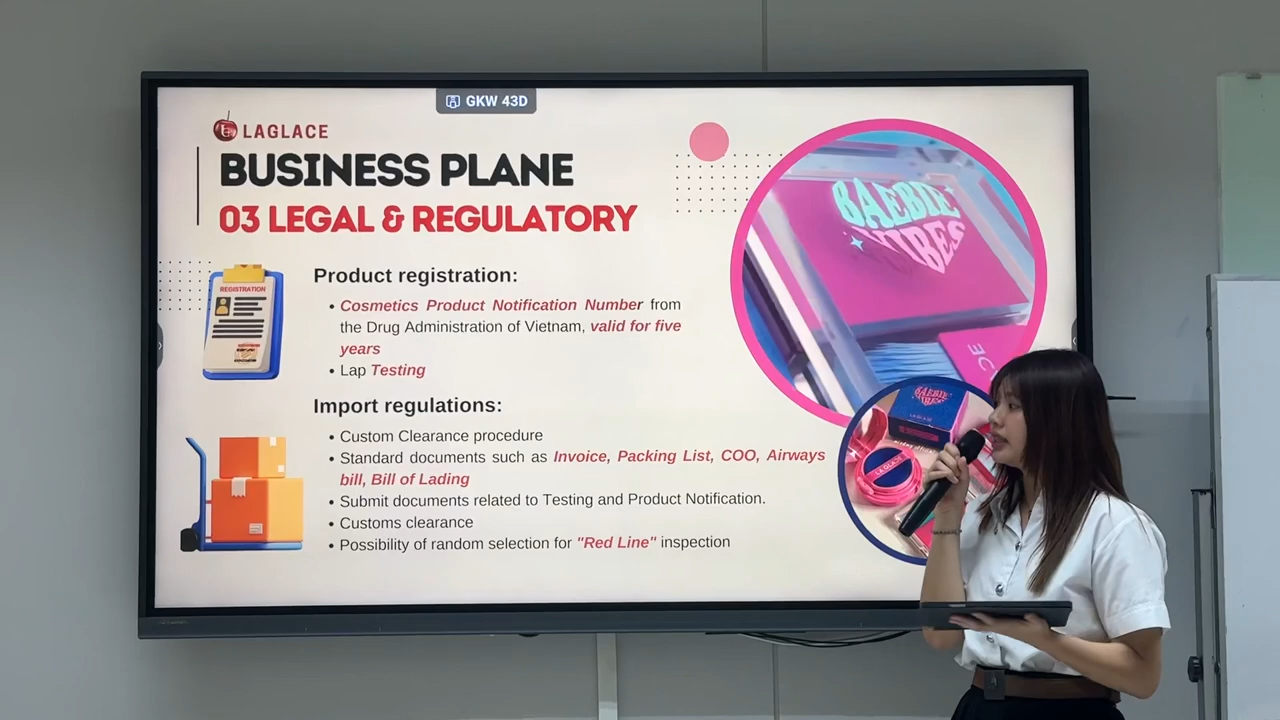 GKW 43D
LAGLACE
BUSINESS PLANE
03 LEGAL & REGULATORY
REGISTRATION
Product registration:
• Cosmetics Product Notification Number from
the Drug Administration of Vietnam, valid for five
years
• Lap Testing
Import regulations:
• Custom Clearance procedure
• Standard documents such as Invoice, Packing List, COO, Airways
bill, Bill of Lading
• Submit documents related to Testing and Product Notification.
• Customs clearance
• Possibility of random selection for "Red Line" inspection
BAEBIE
VIBES
BAEBIE
VIBES